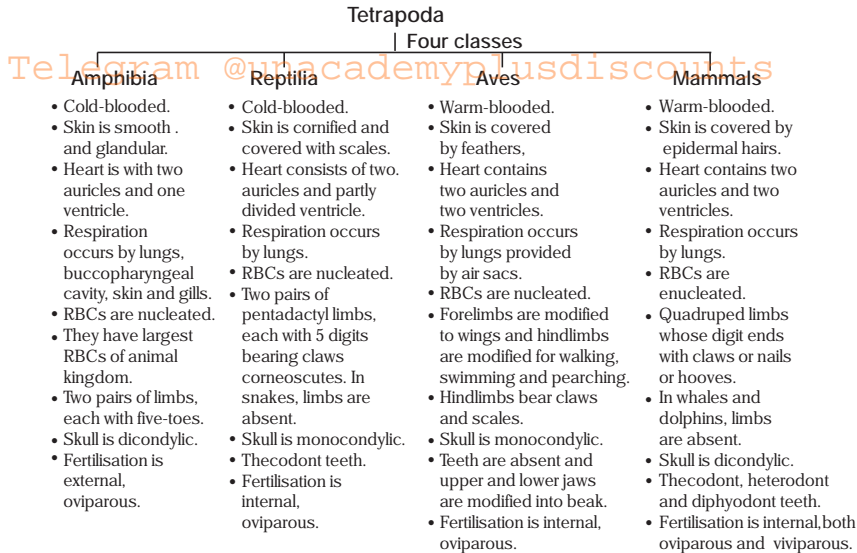 Tetrapoda
Four classes
Telegram @unacademyplusdiscounts
Amphibia
• Cold-blooded.
• Skin is smooth .
and glandular.
• Heart is with two
auricles and one
ventricle.
• Respiration
occurs by lungs,
buccopharyngeal
cavity, skin and gills.
• RBCs are nucleated.
• They have largest
RBCs of animal
kingdom.
• Two pairs of limbs,
each with five-toes.
• Skull is dicondylic.
• Fertilisation is
external,
oviparous.
Reptilia
• Cold-blooded.
• Skin is cornified and
covered with scales.
• Heart consists of two.
auricles and partly
divided ventricle.
• Respiration occurs
by lungs.
• RBCs are nucleated.
• Two pairs of
pentadactyl limbs,
each with 5 digits
bearing claws
corneoscutes. In
snakes, limbs are
absent.
• Skull is monocondylic.
• Thecodont teeth.
• Fertilisation is
internal,
oviparous.
Aves
• Warm-blooded.
• Skin is covered
by feathers,
• Heart contains
two auricles and
two ventricles.
• Respiration occurs
by lungs provided
by air sacs.
• RBCs are nucleated.
• Forelimbs are modified
to wings and hindlimbs
are modified for walking,
swimming and pearching.
• Hindlimbs bear claws
and scales.
• Skull is monocondylic.
• Teeth are absent and
upper and lower jaws
are modified into beak.
• Fertilisation is internal,
oviparous.
Mammals
• Warm-blooded.
• Skin is covered by
epidermal hairs.
• Heart contains two
auricles and two
ventricles.
• Respiration occurs
by lungs.
• RBCs are
enucleated.
• Quadruped limbs
whose digit ends
with claws or nails
or hooves.
• In whales and
dolphins, limbs
are absent.
• Skull is dicondylic.
• Thecodont, heterodont
and diphyodont teeth.
• Fertilisation is internal,both
oviparous and viviparous.